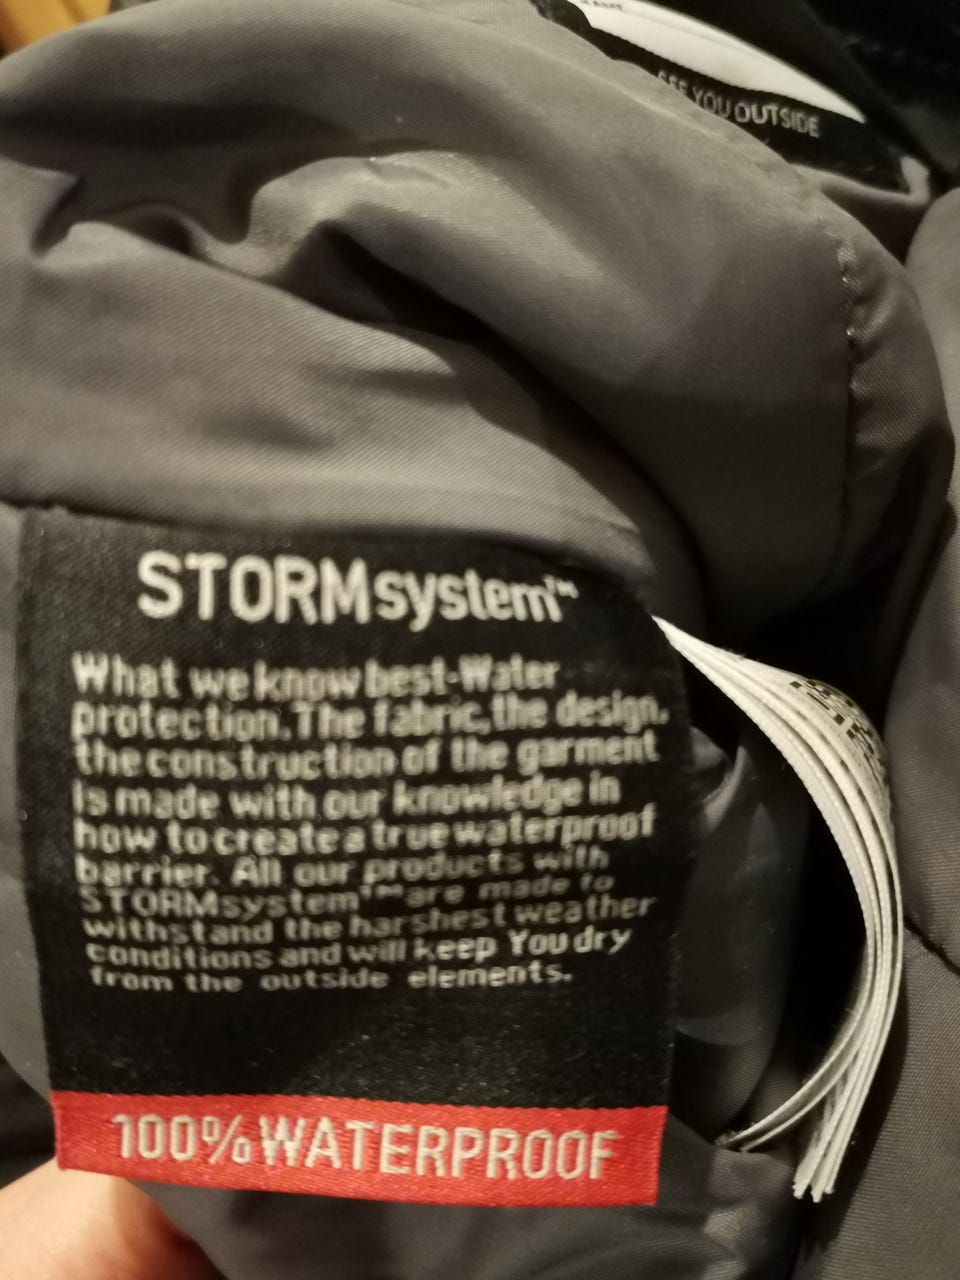 SEE YOU OUTSIDE
STORMsystem™
What we know best-Water
protection. The fabric, the design,
the construction of the garment
is made with our knowledge in
how to create a true waterproof
barrier. All our products with
STORMsystem™ are made to
withstand the harshest weather
conditions and will keep You dry
from the outside elements.
100% WATERPROOF